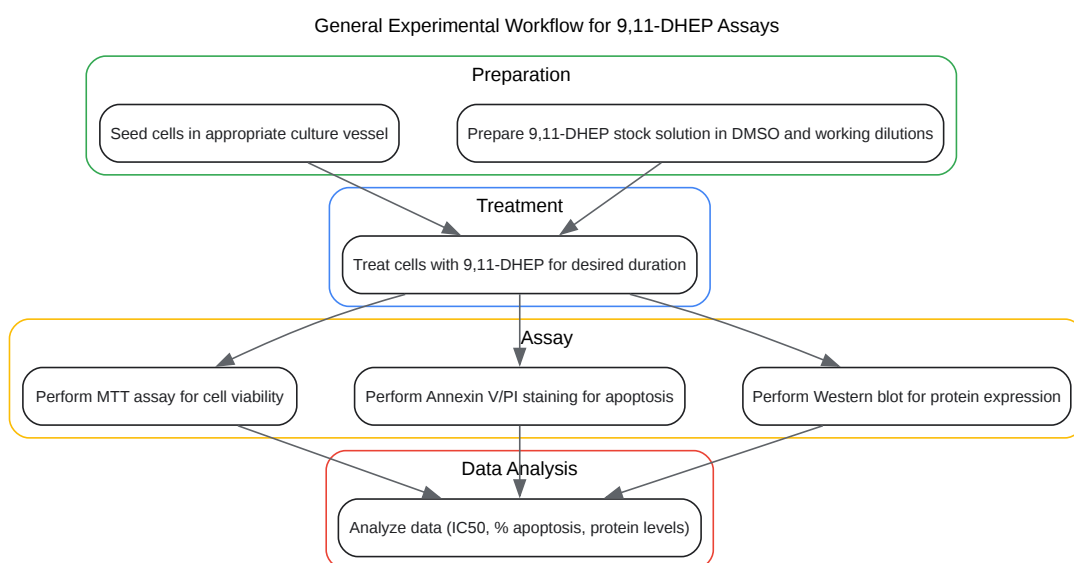 General Experimental Workflow for 9,11-DHEP Assays
Preparation
Seed cells in appropriate culture vessel
Prepare 9,11-DHEP stock solution in DMSO and working dilutions
Treatment
Treat cells with 9,11-DHEP for desired duration
Assay
Perform MTT assay for cell viability
Perform Annexin V/PI staining for apoptosis
Perform Western blot for protein expression
Data Analysis
Analyze data (IC50, % apoptosis, protein levels)